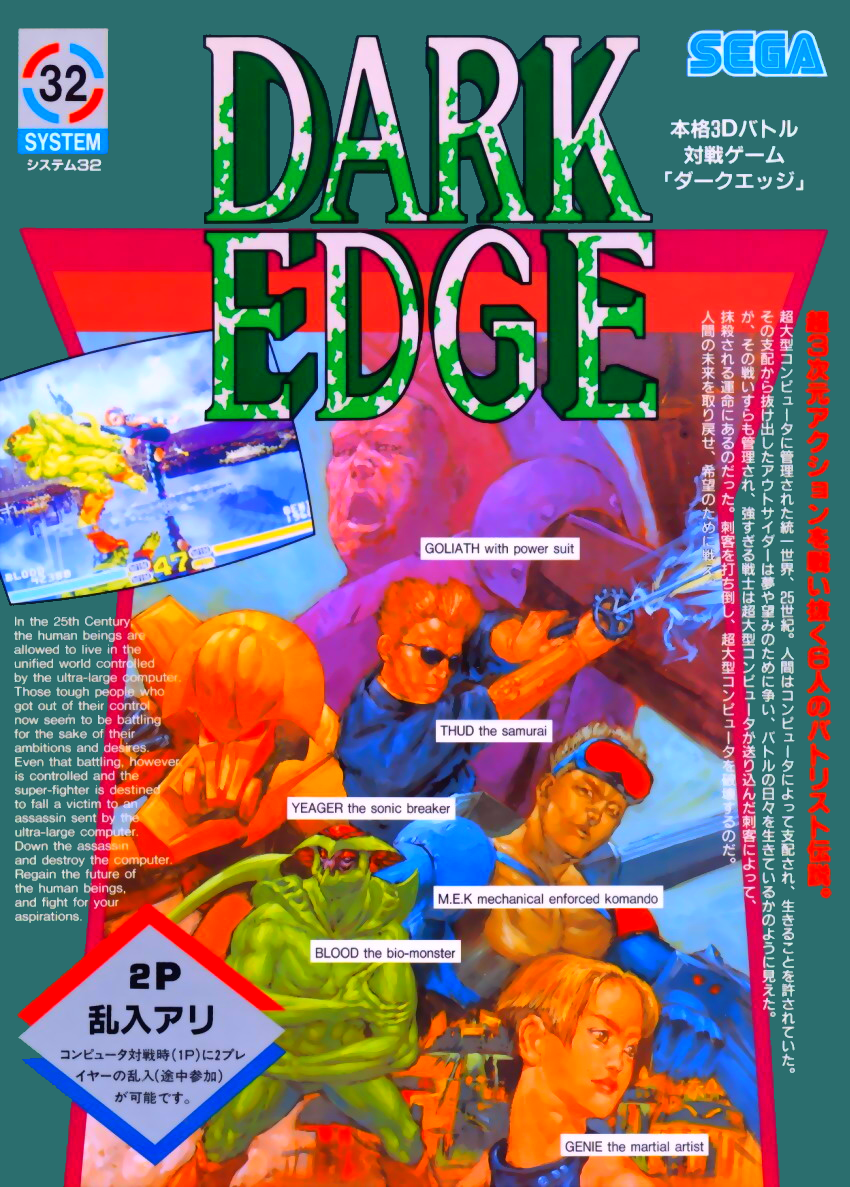 32
SYSTEM
システム32
DARK
EDGE
SEGA
本格3Dバトル
対戦ゲーム
「ダークエッジ」
超3次元アクションを戦い抜く6人のバトリスト伝説。
超大型コンピュータに管理された統一世界、25世紀。人間はコンピュータによって支配され、生きることを許されていた。
その支配から抜け出したアウトサイダーは夢や望みのために争い、バトルの日々を生きているかのように見えた。
が、その戦いすらも管理され、強すぎる戦士は超大型コンピュータが送り込んだ刺客によって、
抹殺される運命にあるのだった。刺客を打ち倒し、超大型コンピュータを破壊するのだ。
人間の未来を取り戻せ、希望のために戦え
BLOOD
47
GOLIATH with power suit
In the 25th Century,
the human beings are
allowed to live in the
unified world controlled
by the ultra-large computer.
Those tough people who
got out of their control
now seem to be battling
for the sake of their
ambitions and desires.
Even that battling, however
is controlled and the
super-fighter is destined
to fall a victim to an
assassin sent by the
ultra-large computer.
Down the assassin
and destroy the computer.
Regain the future of
the human beings,
and fight for your
aspirations.
THUD the samurai
YEAGER the sonic breaker
M.E.K mechanical enforced komando
BLOOD the bio-monster
2P
乱入アリ
コンピュータ対戦時(1P)に2プレ
イヤーの乱入(途中参加)
が可能です。
GENIE the martial artist